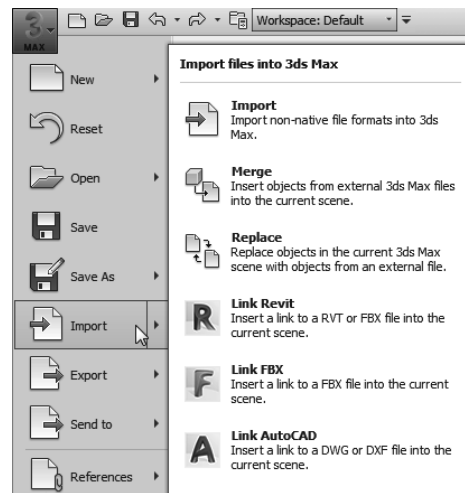 3
MAX
Workspace: Default
New
Reset
Open
Save
Save As
Import
Export
Send to
References
Import files into 3ds Max
Import
Import non-native file formats into 3ds
Max.
Merge
Insert objects from external 3ds Max files
into the current scene.
Replace
Replace objects in the current 3ds Max
scene with objects from an external file.
R
Link Revit
Insert a link to a RVT or FBX file into the
current scene.
F
Link FBX
Insert a link to a FBX file into the current
scene.
A
Link AutoCAD
Insert a link to a DWG or DXF file into the
current scene.